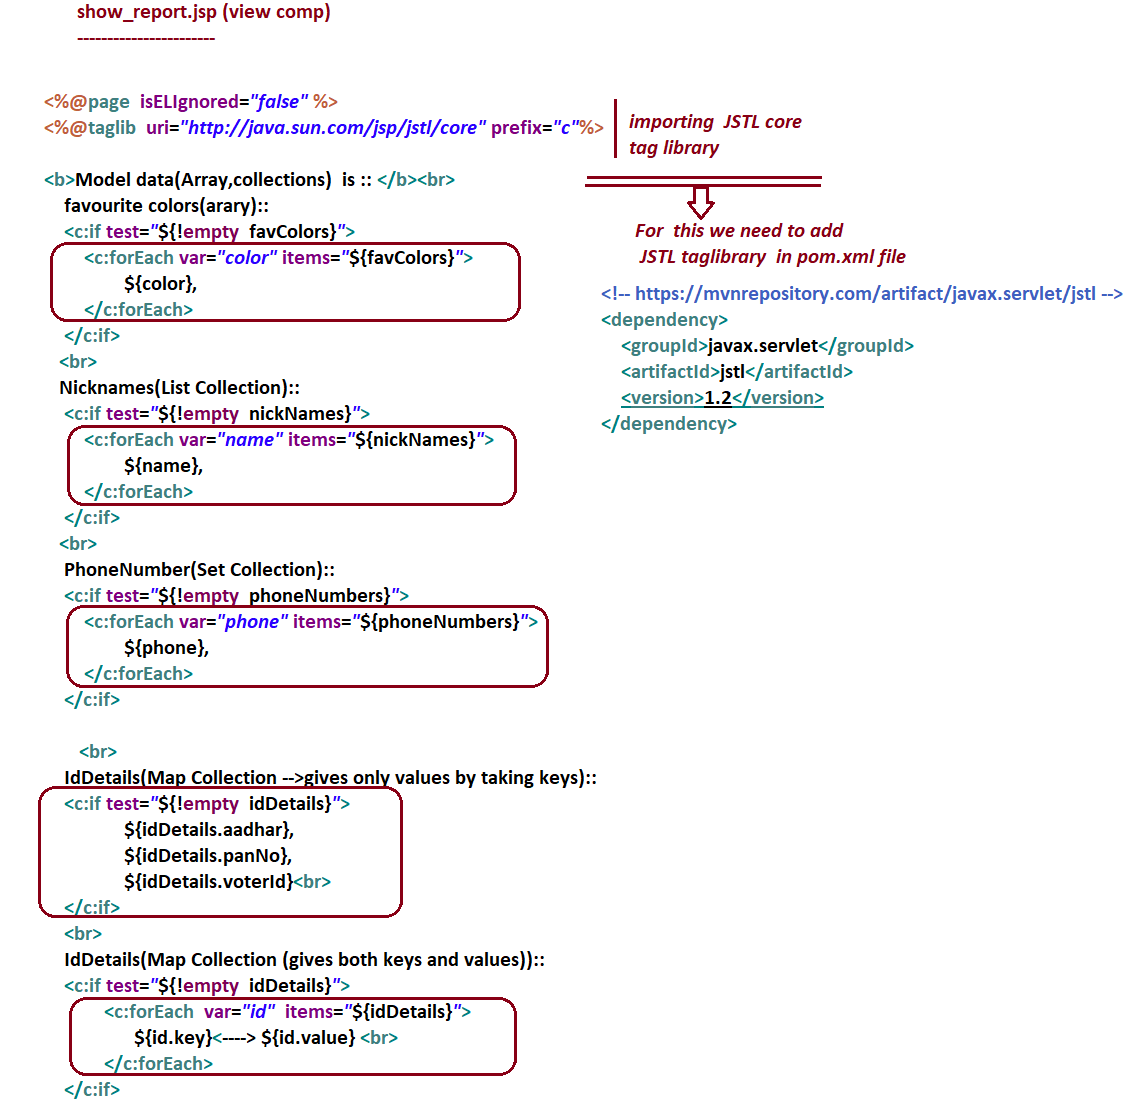 show_report.jsp (view comp)
-----------------------
<%@page  isELIgnored="false" %>
<%@taglib  uri="http://java.sun.com/jsp/jstl/core" prefix="c"%>
importing  JSTL core
tag library
<b>Model data(Array,collections)  is :: </b><br>
favourite colors(arary)::
<c:if test="${!empty  favColors}">
<c:forEach var="color" items="${favColors}">
${color},
</c:forEach>
</c:if>
<br>
Nicknames(List Collection)::
<c:if test="${!empty  nickNames}">
<c:forEach var="name" items="${nickNames}">
${name},
</c:forEach>
</c:if>
<br>
PhoneNumber(Set Collection)::
<c:if test="${!empty  phoneNumbers}">
<c:forEach var="phone" items="${phoneNumbers}">
${phone},
</c:forEach>
</c:if>
<br>
IdDetails(Map Collection -->gives only values by taking keys)::
<c:if test="${!empty  idDetails}">
${idDetails.aadhar},
${idDetails.panNo},
${idDetails.voterId}<br>
</c:if>
<br>
IdDetails(Map Collection (gives both keys and values))::
<c:if test="${!empty  idDetails}">
<c:forEach  var="id"  items="${idDetails}">
${id.key}<----> ${id.value} <br>
</c:forEach>
</c:if>
For  this we need to add
JSTL taglibrary  in pom.xml file
<!-- https://mvnrepository.com/artifact/javax.servlet/jstl -->
<dependency>
<groupId>javax.servlet</groupId>
<artifactId>jstl</artifactId>
<version>1.2</version>
</dependency>